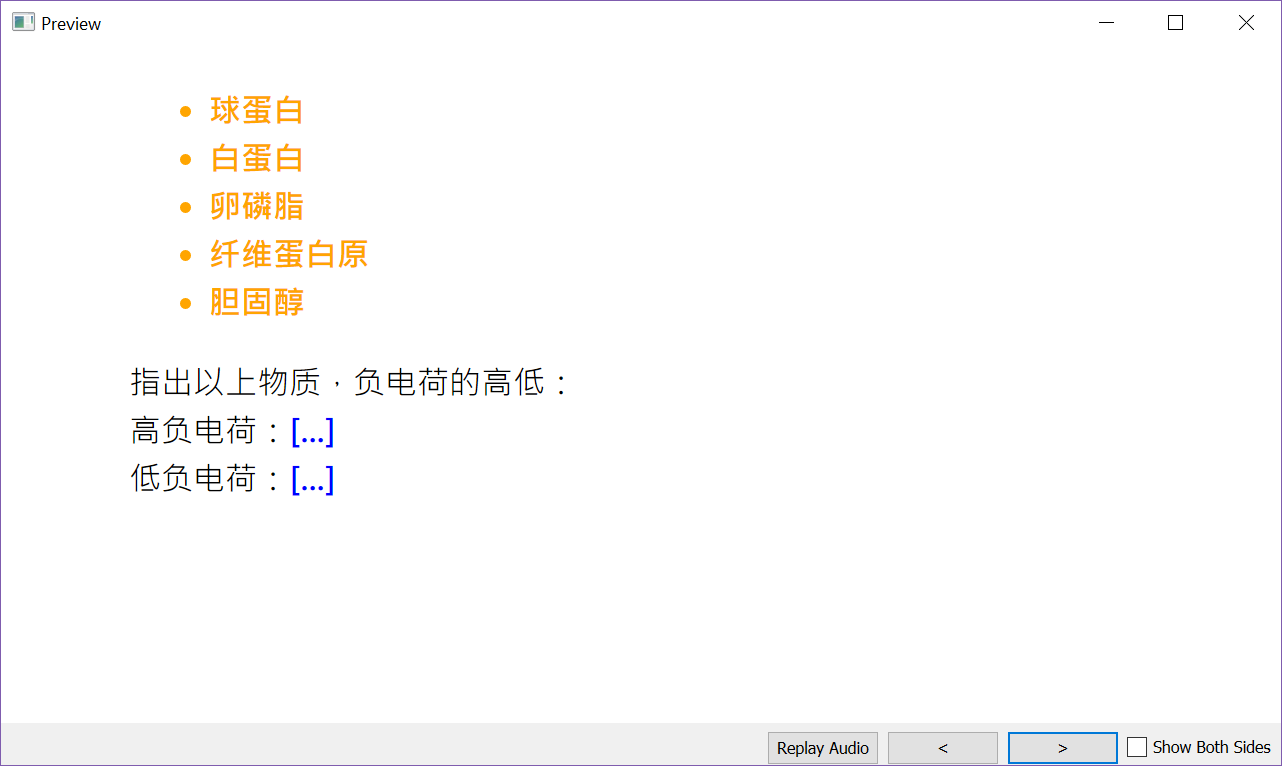 Preview
球蛋白
白蛋白
卵磷脂
纤维蛋白原
胆固醇
指出以上物质，负电荷的高低：
高负电荷：[...]
低负电荷：[...]
Replay Audio
<
>
Show Both Sides